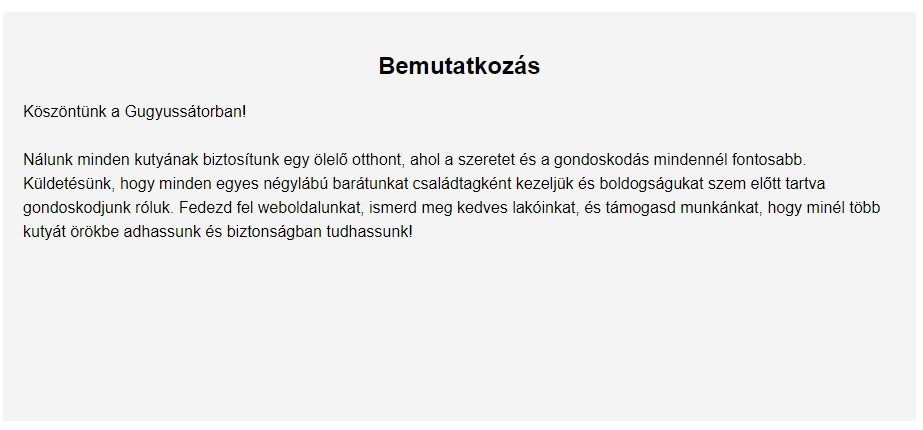 Bemutatkozás
Köszöntünk a Gugyussátorban!
Nálunk minden kutyának biztosítunk egy ölelő otthont, ahol a szeretet és a gondoskodás mindennél fontosabb.
Küldetésünk, hogy minden egyes négylábú barátunkat családtagként kezeljük és boldogságukat szem előtt tartva
gondoskodjunk róluk. Fedezd fel weboldalunkat, ismerd meg kedves lakóinkat, és támogasd munkánkat, hogy minél több
kutyát örökbe adhassunk és biztonságban tudhassunk!